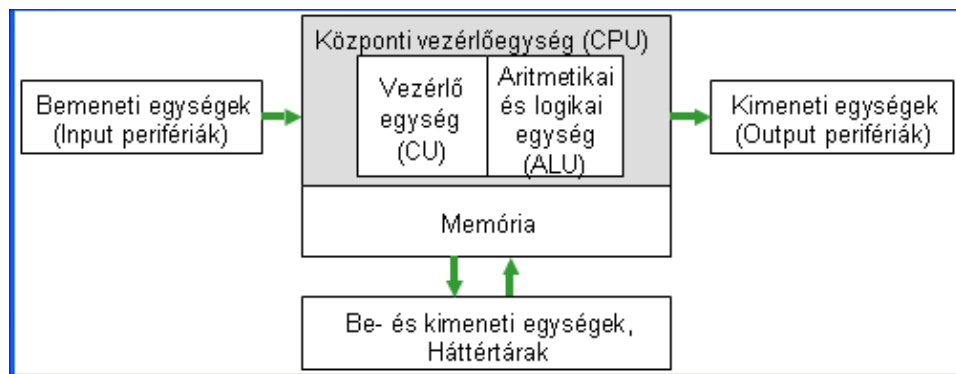 Központi vezérlőegység (CPU)
Bemeneti egységek
(Input perifériák)
Vezérlő
egység
(CU)
Aritmetikai
és logikai
egység
(ALU)
Kimeneti egységek
(Output perifériák)
Memória
Be- és kimeneti egységek,
Háttértárak